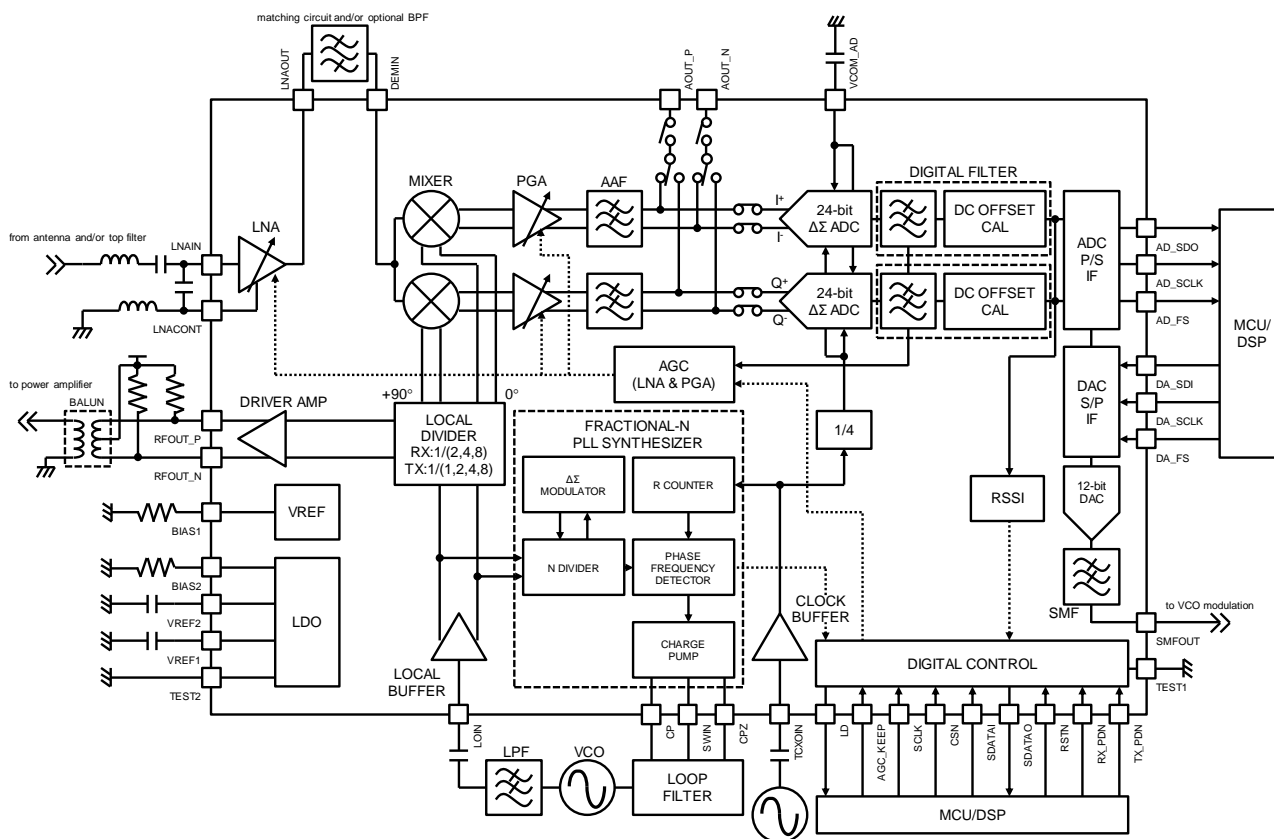 matching circuit and/or optional BPF
LNAOUT
DEMIN
AOUT_P
AOUT_N
VCOM_AD
MIXER
PGA
AAF
DIGITAL FILTER
from antenna and/or top filter
LNAIN
LNA
LNACONT
I+
I-
24-bit
ΔΣ ADC
DC OFFSET
CAL
Q+
Q-
24-bit
ΔΣ ADC
DC OFFSET
CAL
ADC
P/S
IF
AD_SDO
AD_SCLK
AD_FS
MCU/
DSP
DAC
S/P
IF
DA_SDI
DA_SCLK
DA_FS
to power amplifier
BALUN
RFOUT_P
RFOUT_N
DRIVER AMP
+90°
0°
LOCAL
DIVIDER
RX:1/(2,4,8)
TX:1/(1,2,4,8)
AGC
(LNA & PGA)
1/4
FRACTIONAL-N
PLL SYNTHESIZER
ΔΣ
MODULATOR
R COUNTER
N DIVIDER
PHASE
FREQUENCY
DETECTOR
CHARGE
PUMP
RSSI
12-bit
DAC
SMF
to VCO modulation
SMFOUT
TEST1
BIAS1
VREF
BIAS2
VREF2
VREF1
TEST2
LDO
LOCAL
BUFFER
CLOCK
BUFFER
DIGITAL CONTROL
LOIN
CP
SWIN
CPZ
TCXOIN
LD
AGC_KEEP
SCLK
CSN
SDATAI
SDATAO
RSTN
RX_PDN
TX_PDN
LPF
VCO
LOOP
FILTER
MCU/DSP